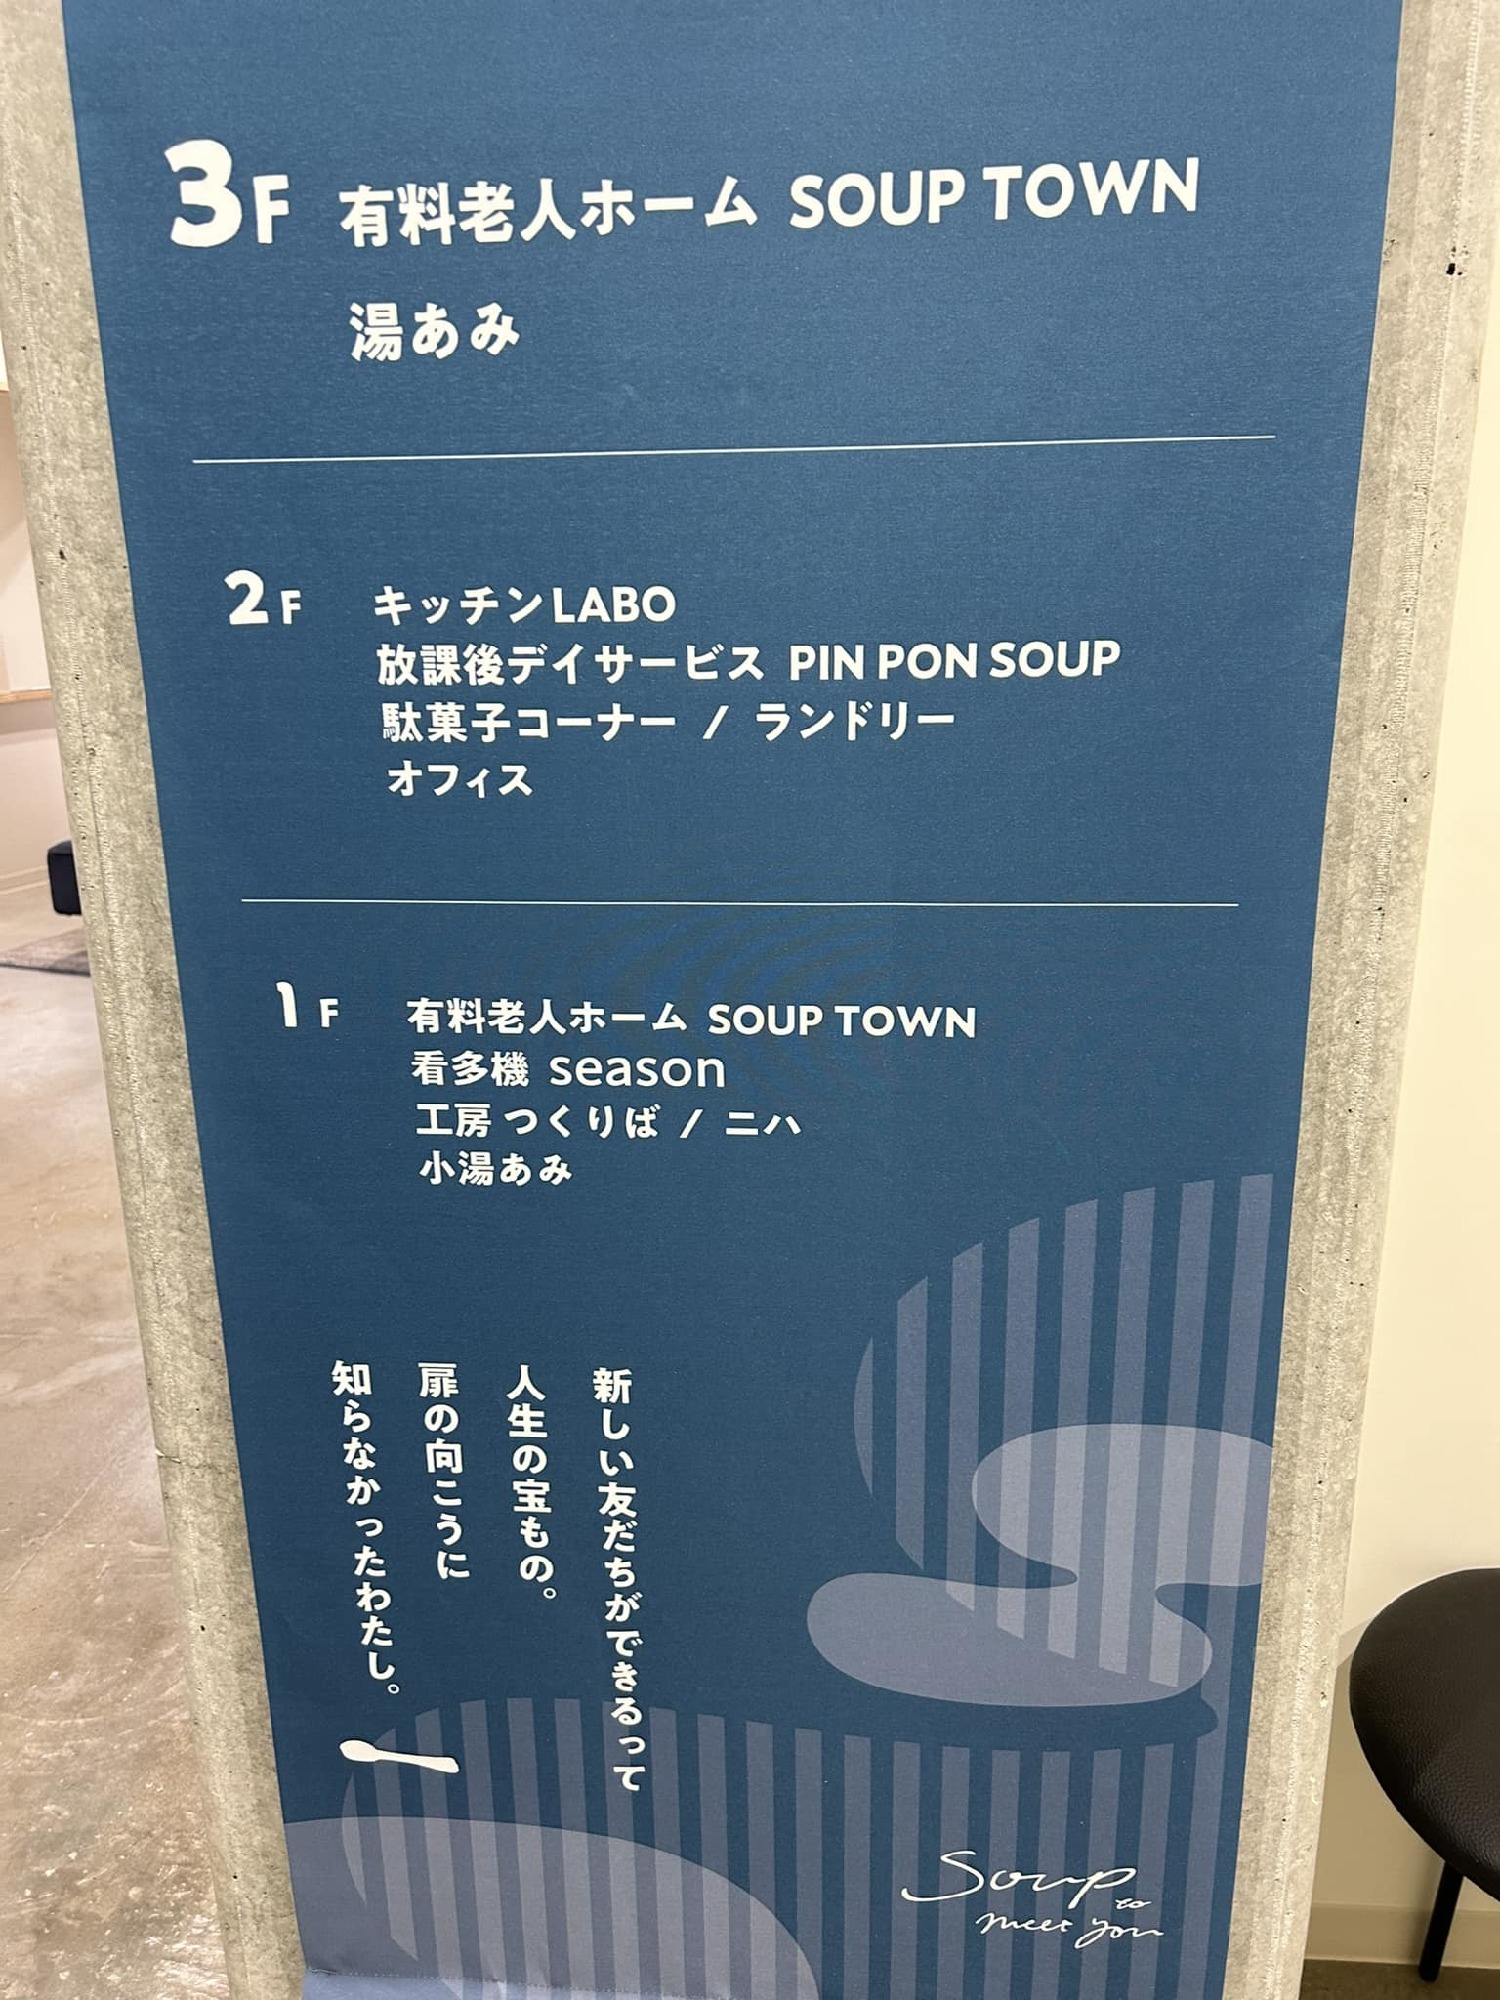 3F 有料老人ホーム SOUP TOWN
湯あみ
2F キッチンLABO
放課後デイサービス PIN PON SOUP
駄菓子コーナー / ランドリー
オフィス
1F 有料老人ホーム SOUP TOWN
看多機 season
工房 つくりば / ニハ
小湯あみ
新しい友だちができるって
人生の宝もの。
扉の向こうに
知らなかったわたし。
Soup to
meet you